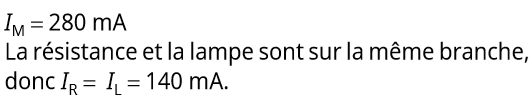 I_M = 280 mA
La résistance et la lampe sont sur la même branche,
donc I_R = I_L = 140 mA.